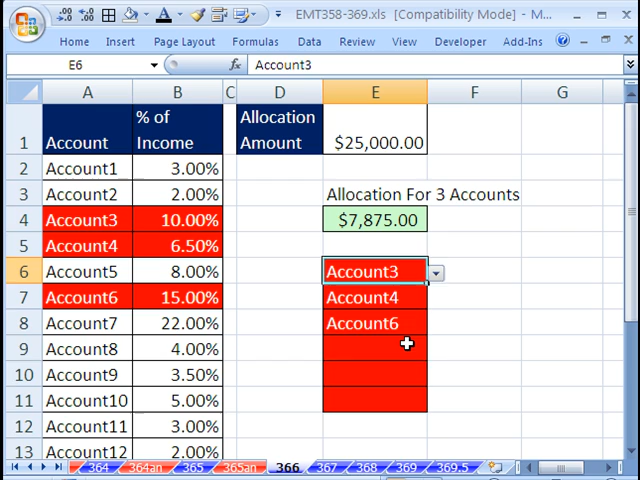 EMT358-369.xls [Compatibility Mode] - M...
Home Insert Formulas Data Review View Developer Add-Ins
E6 fx Account3
A B C D E F G
1 Account % of Income Allocation Amount $25,000.00
2 Account1 3.00%
3 Account2 2.00% Allocation For 3 Accounts
4 Account3 10.00% $7,875.00
5 Account4 6.50%
6 Account5 8.00% Account3
7 Account6 15.00% Account4
8 Account7 22.00% Account6
9 Account8 4.00%
10 Account9 3.50%
11 Account10 5.00%
12 Account11 3.00%
13 Account12 2.00%
364 364an 365 365an 366 367 368 369 369.5